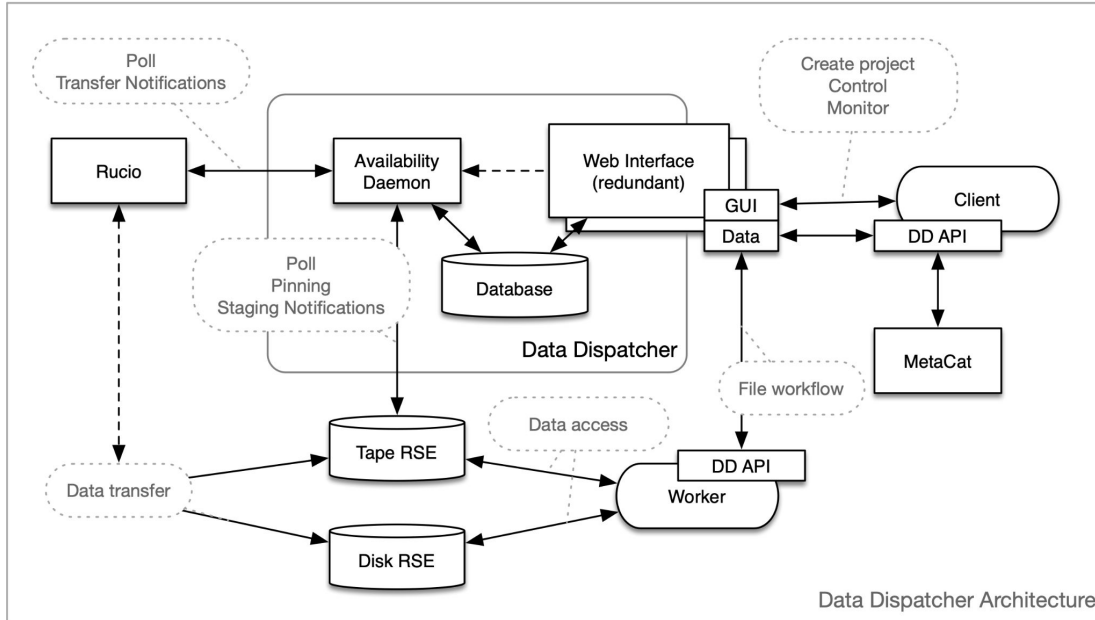 Poll
Transfer Notifications
Create project
Control
Monitor
Rucio
Availability
Daemon
Web Interface
(redundant)
GUI
Data
Client
DD API
Poll
Pinning
Staging Notifications
Database
Data Dispatcher
MetaCat
File workflow
Tape RSE
Data access
DD API
Worker
Data transfer
Disk RSE
Data Dispatcher Architecture